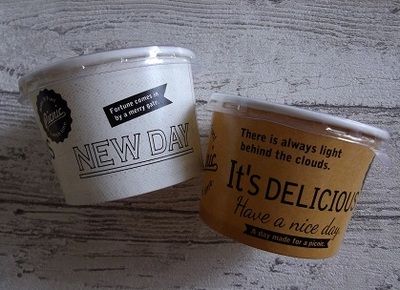 Picnic
Fortune comes in
by a merry gate.
NEW DAY
There is always light
behind the clouds.
It's DELICIOUS
Have a nice day
A day made for a picnic.